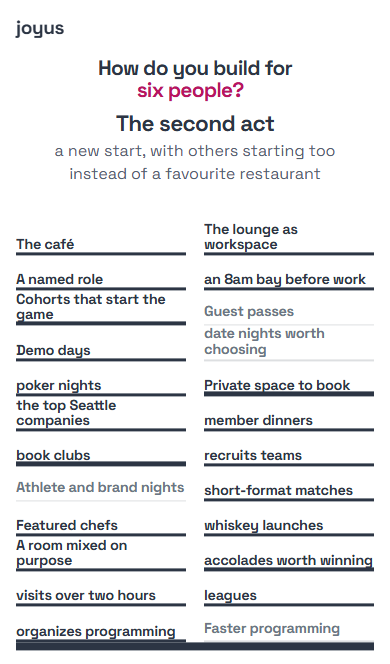 joyus
How do you build for
six people?
The second act
a new start, with others starting too
instead of a favourite restaurant
The café
The lounge as
workspace
A named role
an 8am bay before work
Cohorts that start the
game
Guest passes
Demo days
date nights worth
choosing
poker nights
Private space to book
the top Seattle
companies
member dinners
book clubs
recruits teams
Athlete and brand nights
short-format matches
Featured chefs
whiskey launches
A room mixed on
purpose
accolades worth winning
visits over two hours
leagues
organizes programming
Faster programming